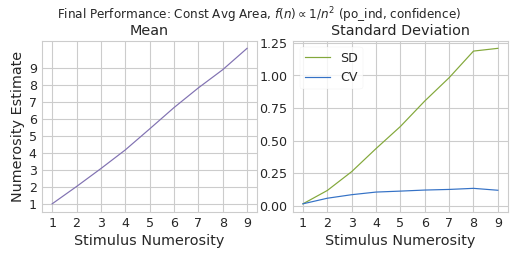 Final Performance: Const Avg Area, f(n) ∝ 1/n² (po_ind, confidence)
Mean
Numerosity Estimate
9
8
7
6
5
4
3
2
1
1 2 3 4 5 6 7 8 9
Stimulus Numerosity
Standard Deviation
SD
CV
1.25
1.00
0.75
0.50
0.25
0.00
1 2 3 4 5 6 7 8 9
Stimulus Numerosity